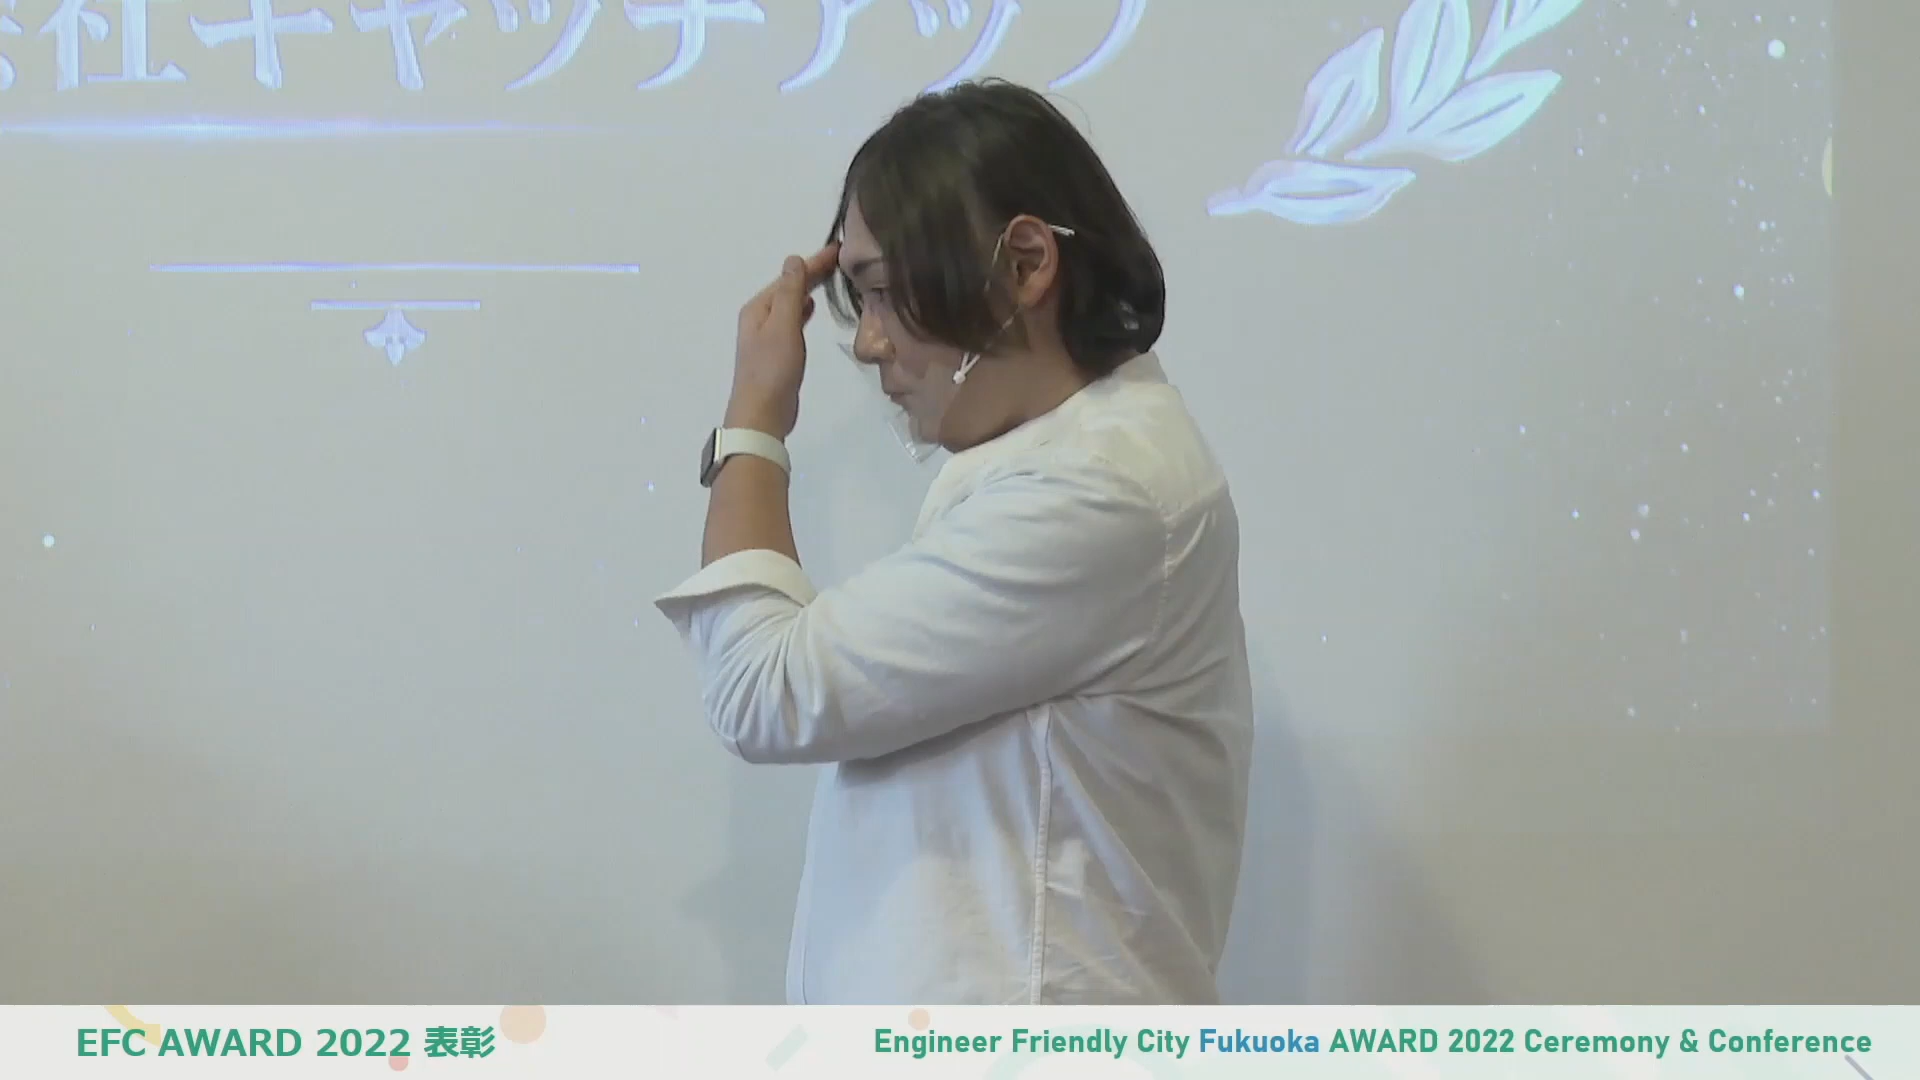 会社キャッチアップ
EFC AWARD 2022 表彰
Engineer Friendly City Fukuoka AWARD 2022 Ceremony & Conference